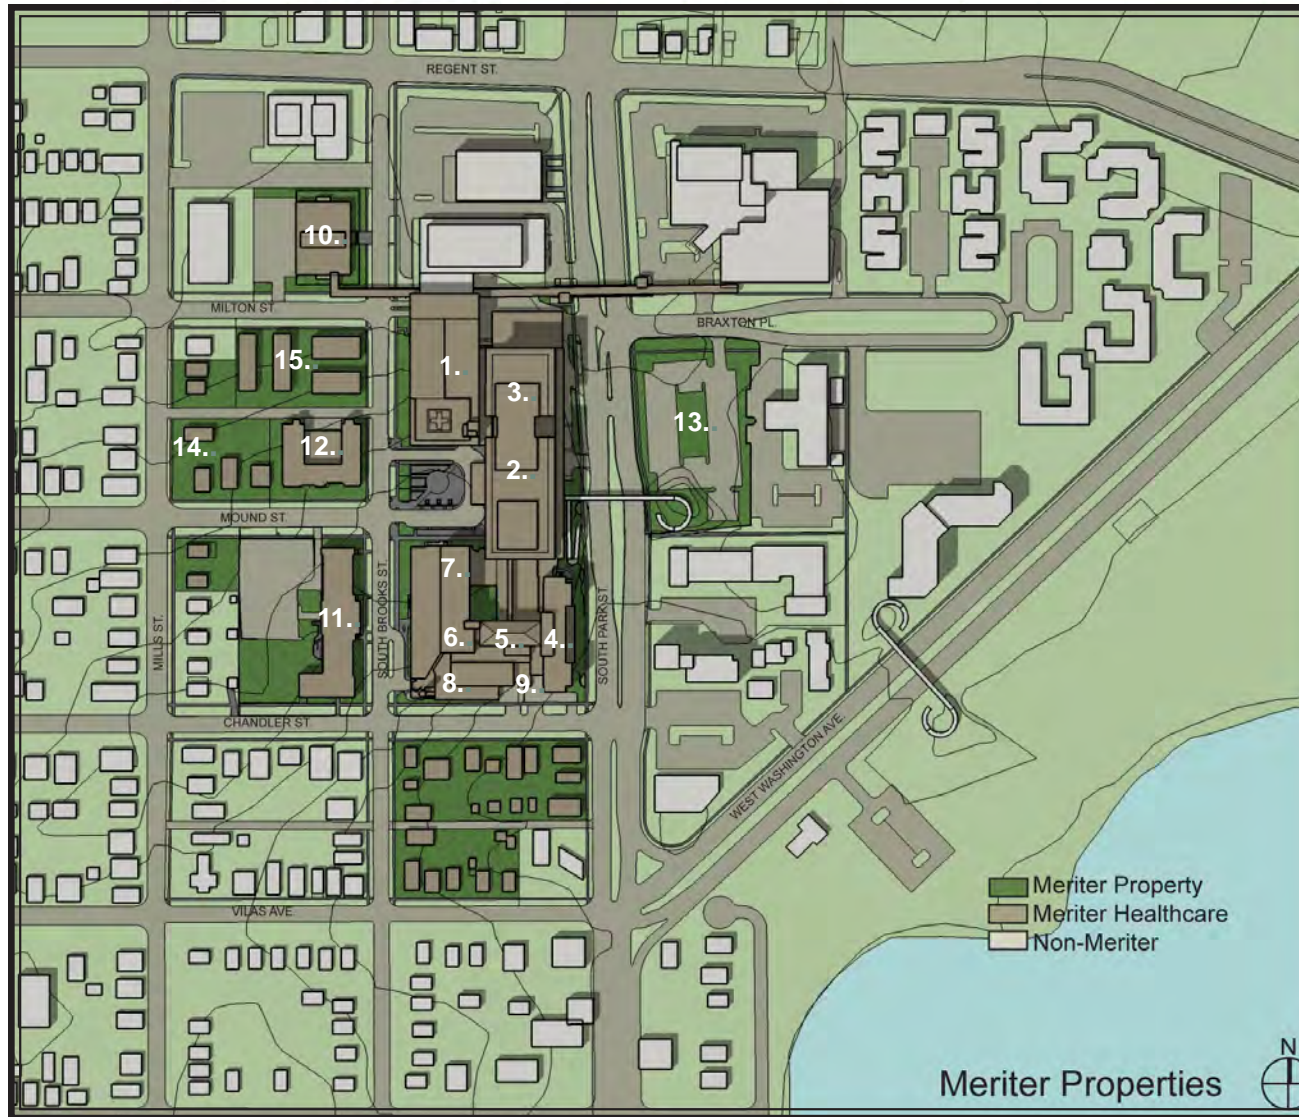 REGENT ST.
10.
MILTON ST.
BRAXTON PL.
15.
1.
3.
13.
14.
12.
2.
MOUND ST.
7.
11.
6.
5.
4.
8.
9.
MILLS ST.
SOUTH BROOKS ST.
SOUTH PARK ST.
CHANDLER ST.
WEST WASHINGTON AVE.
VILAS AVE.
Meriter Property
Meriter Healthcare
Non-Meriter
N
Meriter Properties